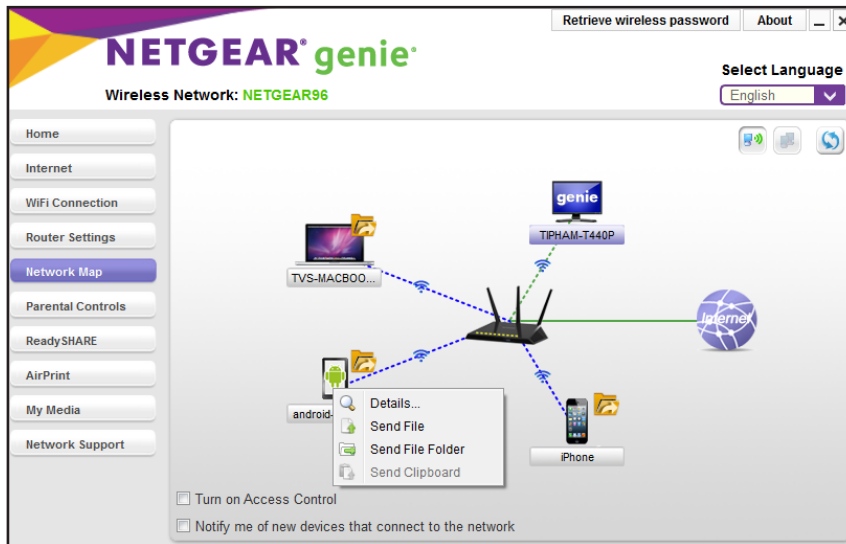 Retrieve wireless password About
NETGEAR® genie®
Select Language
Wireless Network: NETGEAR96
English
Home
Internet
WiFi Connection
Router Settings
Network Map
Parental Controls
ReadySHARE
AirPrint
My Media
Network Support
genie
TIPHAM-T440P
TVS-MACBOO...
Internet
android-
Details...
Send File
Send File Folder
Send Clipboard
iPhone
Turn on Access Control
Notify me of new devices that connect to the network